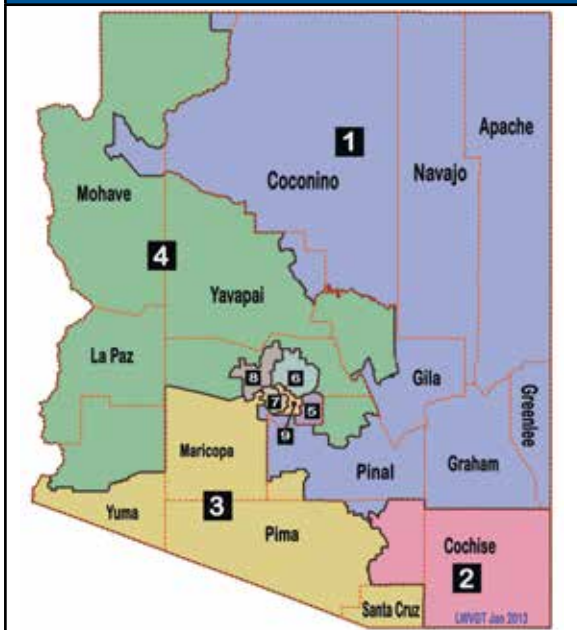 Apache
1
Navajo
Coconino
Mohave
4
Yavapai
La Paz
8
6
Gila
Greenlee
7
5
9
Maricopa
Pinal
Graham
Yuma
3
Pima
Cochise
2
Santa Cruz
LWVGT Jan 2013